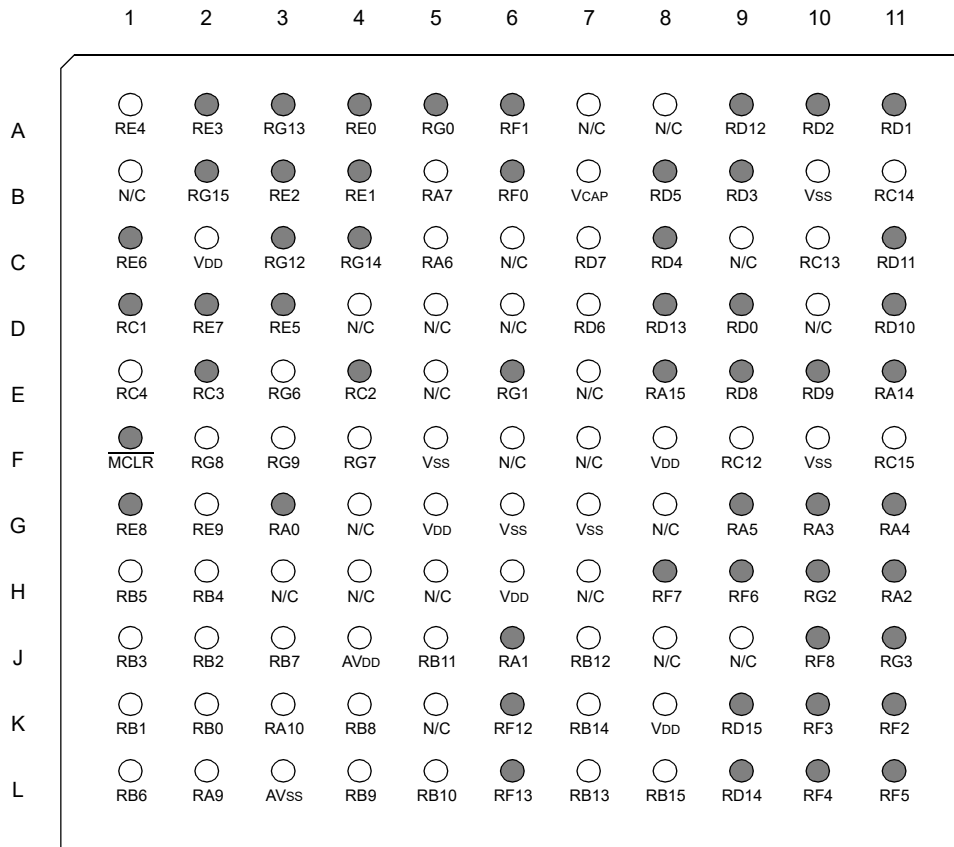 1 2 3 4 5 6 7 8 9 10 11
A RE4 RE3 RG13 RE0 RG0 RF1 N/C N/C RD12 RD2 RD1
B N/C RG15 RE2 RE1 RA7 RF0 VCAP RD5 RD3 VSS RC14
C RE6 VDD RG12 RG14 RA6 N/C RD7 RD4 N/C RC13 RD11
D RC1 RE7 RE5 N/C N/C N/C RD6 RD13 RD0 N/C RD10
E RC4 RC3 RG6 RC2 N/C RG1 N/C RA15 RD8 RD9 RA14
F MCLR RG8 RG9 RG7 VSS N/C N/C VDD RC12 VSS RC15
G RE8 RE9 RA0 N/C VDD VSS VSS N/C RA5 RA3 RA4
H RB5 RB4 N/C N/C N/C VDD N/C RF7 RF6 RG2 RA2
J RB3 RB2 RB7 AVDD RB11 RA1 RB12 N/C N/C RF8 RG3
K RB1 RB0 RA10 RB8 N/C RF12 RB14 VDD RD15 RF3 RF2
L RB6 RA9 AVSS RB9 RB10 RF13 RB13 RB15 RD14 RF4 RF5